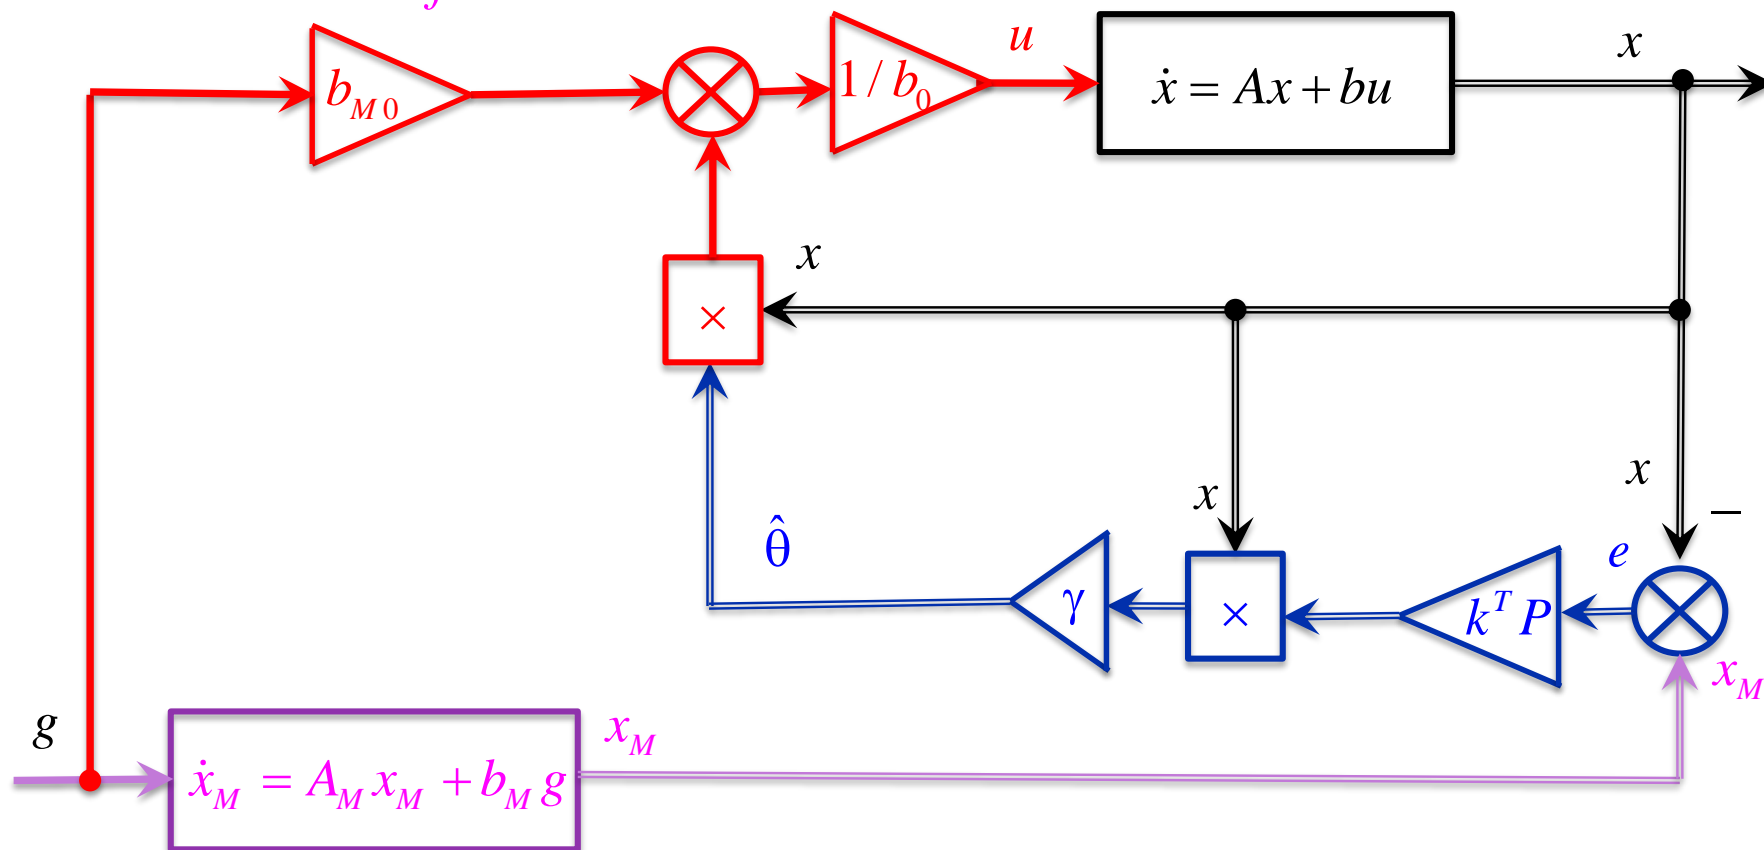 u
x
b_{M0}
1/b_0
ẋ = Ax + bu
x
×
x
x
–
θ̂
e
γ
×
k^T P
x_M
g
x_M
ẋ_M = A_M x_M + b_M g